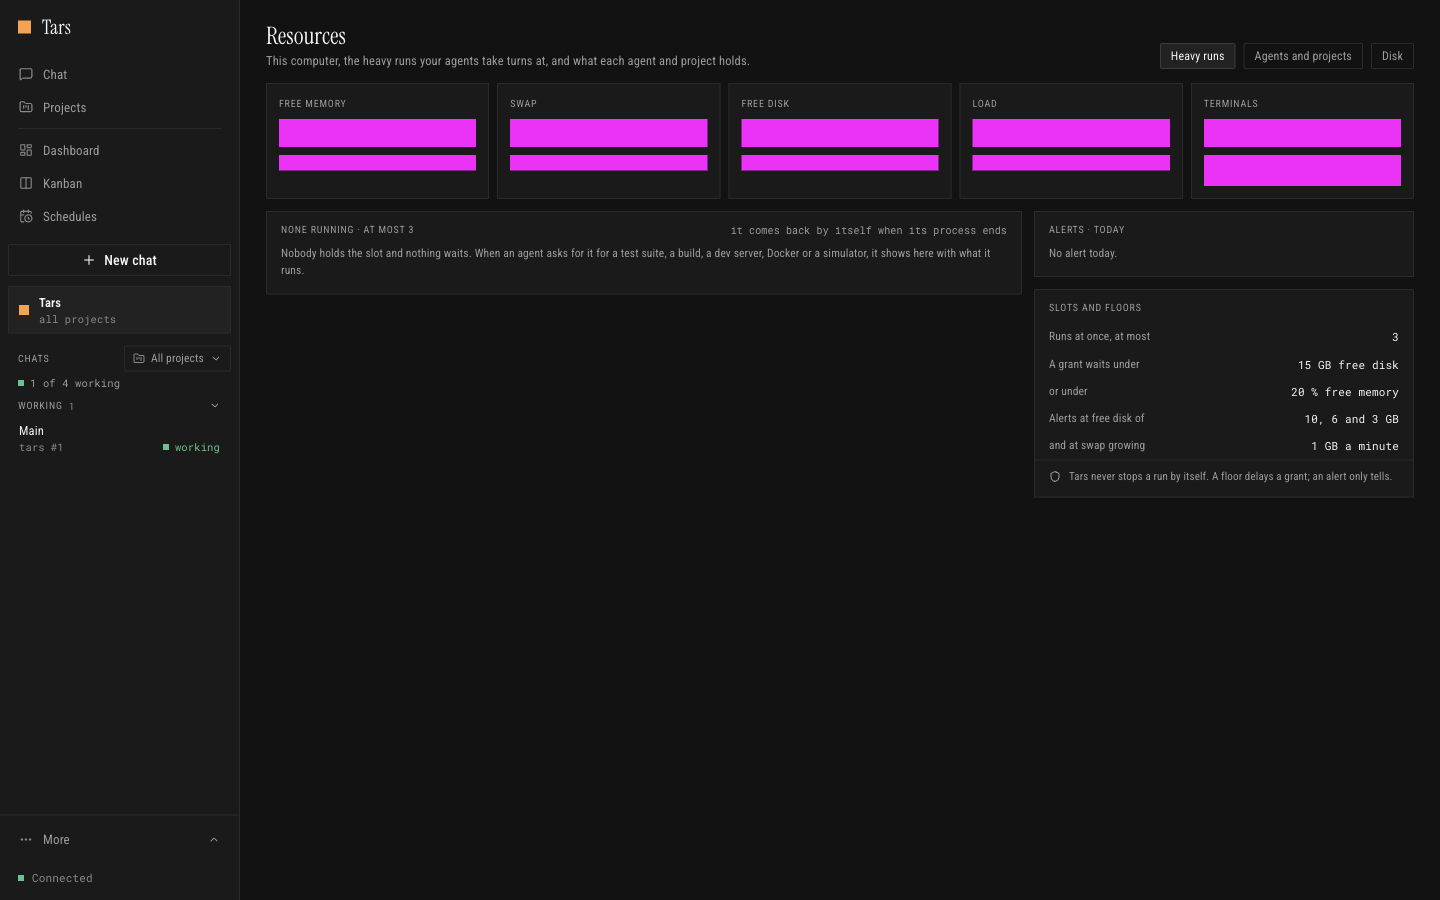 Tars
Chat
Projects
Dashboard
Kanban
Schedules
New chat
Tars
all projects
CHATS
All projects
1 of 4 working
WORKING 1
Main
tars #1
working
More
Connected
Resources
This computer, the heavy runs your agents take turns at, and what each agent and project holds.
Heavy runs
Agents and projects
Disk
FREE MEMORY
SWAP
FREE DISK
LOAD
TERMINALS
NONE RUNNING · AT MOST 3
it comes back by itself when its process ends
Nobody holds the slot and nothing waits. When an agent asks for it for a test suite, a build, a dev server, Docker or a simulator, it shows here with what it
runs.
ALERTS · TODAY
No alert today.
SLOTS AND FLOORS
Runs at once, at most 3
A grant waits under 15 GB free disk
or under 20 % free memory
Alerts at free disk of 10, 6 and 3 GB
and at swap growing 1 GB a minute
Tars never stops a run by itself. A floor delays a grant; an alert only tells.